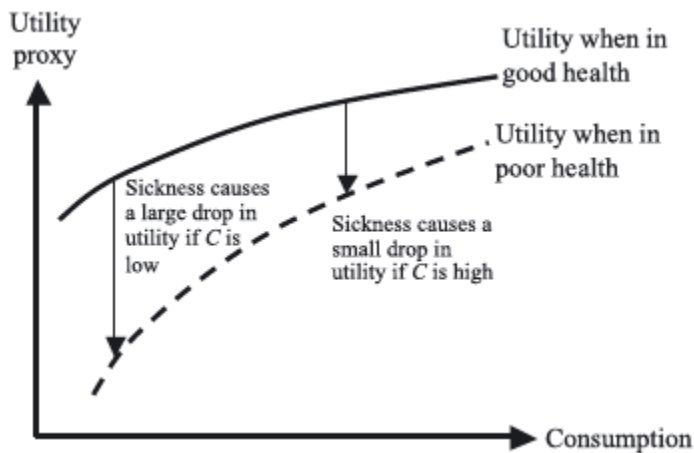 Utility
proxy
Utility when in
good health
Utility when in
poor health
Sickness causes
a large drop in
utility if C is
low
Sickness causes a
small drop in
utility if C is high
Consumption